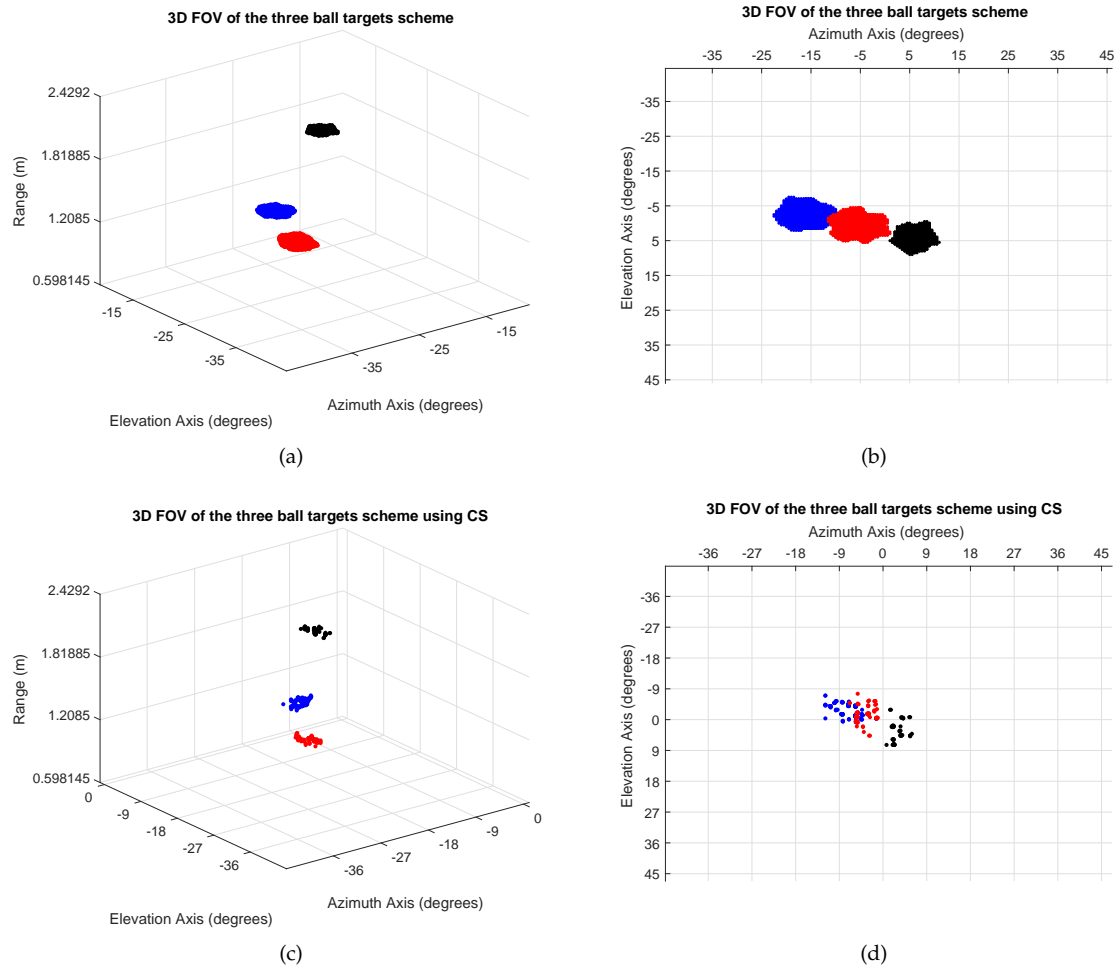 3D FOV of the three ball targets scheme
2.4292
1.81885
1.2085
0.598145
Range (m)
-15
-25
-35
-35
-25
-15
Elevation Axis (degrees)
Azimuth Axis (degrees)
(a)
3D FOV of the three ball targets scheme
Azimuth Axis (degrees)
-35 -25 -15 -5 5 15 25 35 45
-35
-25
-15
-5
5
15
25
35
45
Elevation Axis (degrees)
(b)
3D FOV of the three ball targets scheme using CS
2.4292
1.81885
1.2085
0.598145
Range (m)
0
-9
-18
-27
-36
-36
-27
-18
-9
0
Elevation Axis (degrees)
Azimuth Axis (degrees)
(c)
3D FOV of the three ball targets scheme using CS
Azimuth Axis (degrees)
-36 -27 -18 -9 0 9 18 27 36 45
-36
-27
-18
-9
0
9
18
27
36
45
Elevation Axis (degrees)
(d)